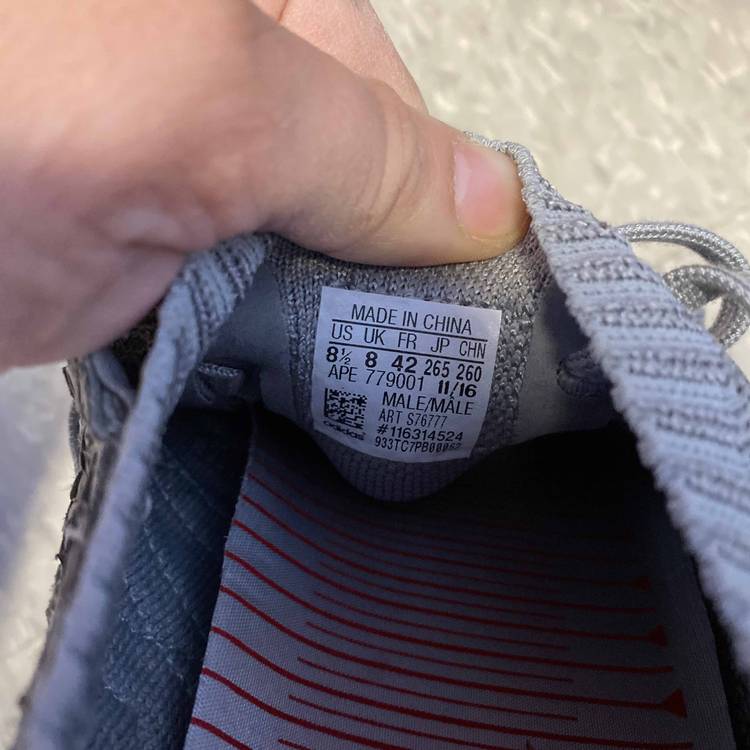 MADE IN CHINA
US UK FR JP CHN
8½ 8 42 265 260
APE 779001 11/16
MALE/MÂLE
ART S76777
#116314524
adidas